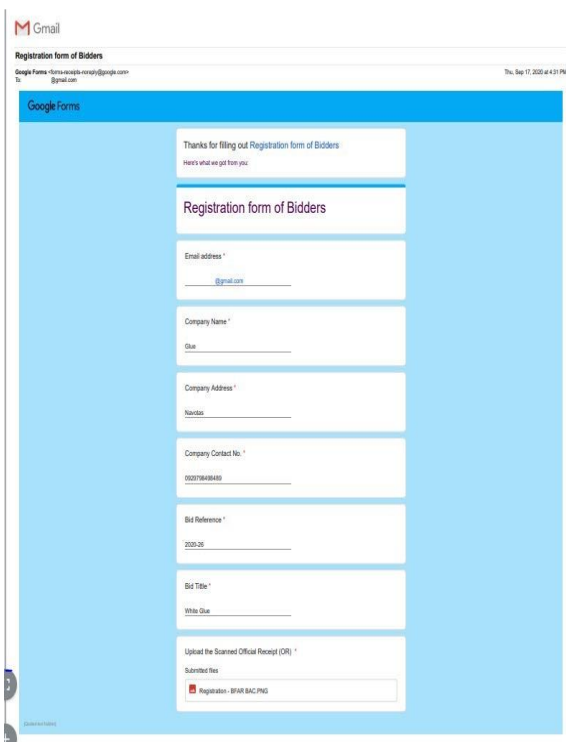 Gmail
Registration form of Bidders
Google Forms <forms-receipts-noreply@google.com>
Thu, Sep 17, 2020 at 4:31 PM
To: @gmail.com
Google Forms
Thanks for filling out Registration form of Bidders
Here's what we got from you:
Registration form of Bidders
Email address *
@gmail.com
Company Name *
Glue
Company Address *
Navotas
Company Contact No. *
0920798498489
Bid Reference *
2020-26
Bid Tittle *
White Glue
Upload the Scanned Official Receipt (OR) *
Submitted files
Registration - BFAR BAC.PNG